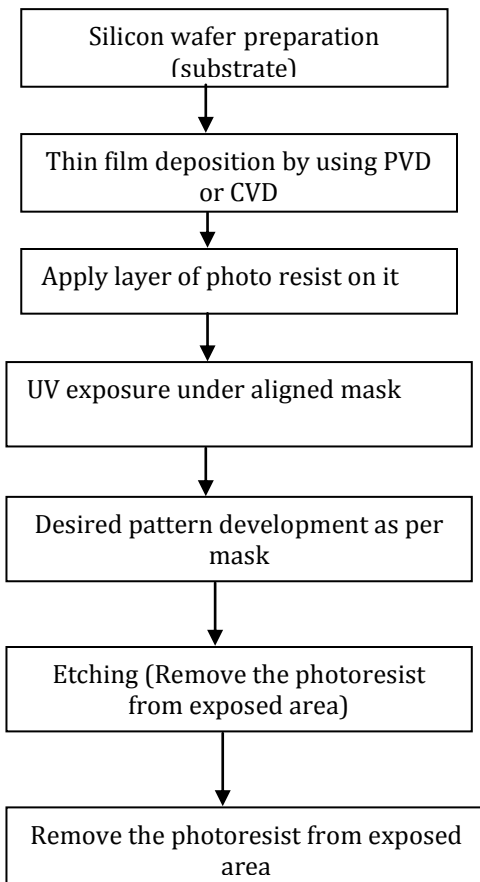 Silicon wafer preparation
(substrate)
Thin film deposition by using PVD
or CVD
Apply layer of photo resist on it
UV exposure under aligned mask
Desired pattern development as per
mask
Etching (Remove the photoresist
from exposed area)
Remove the photoresist from exposed
area